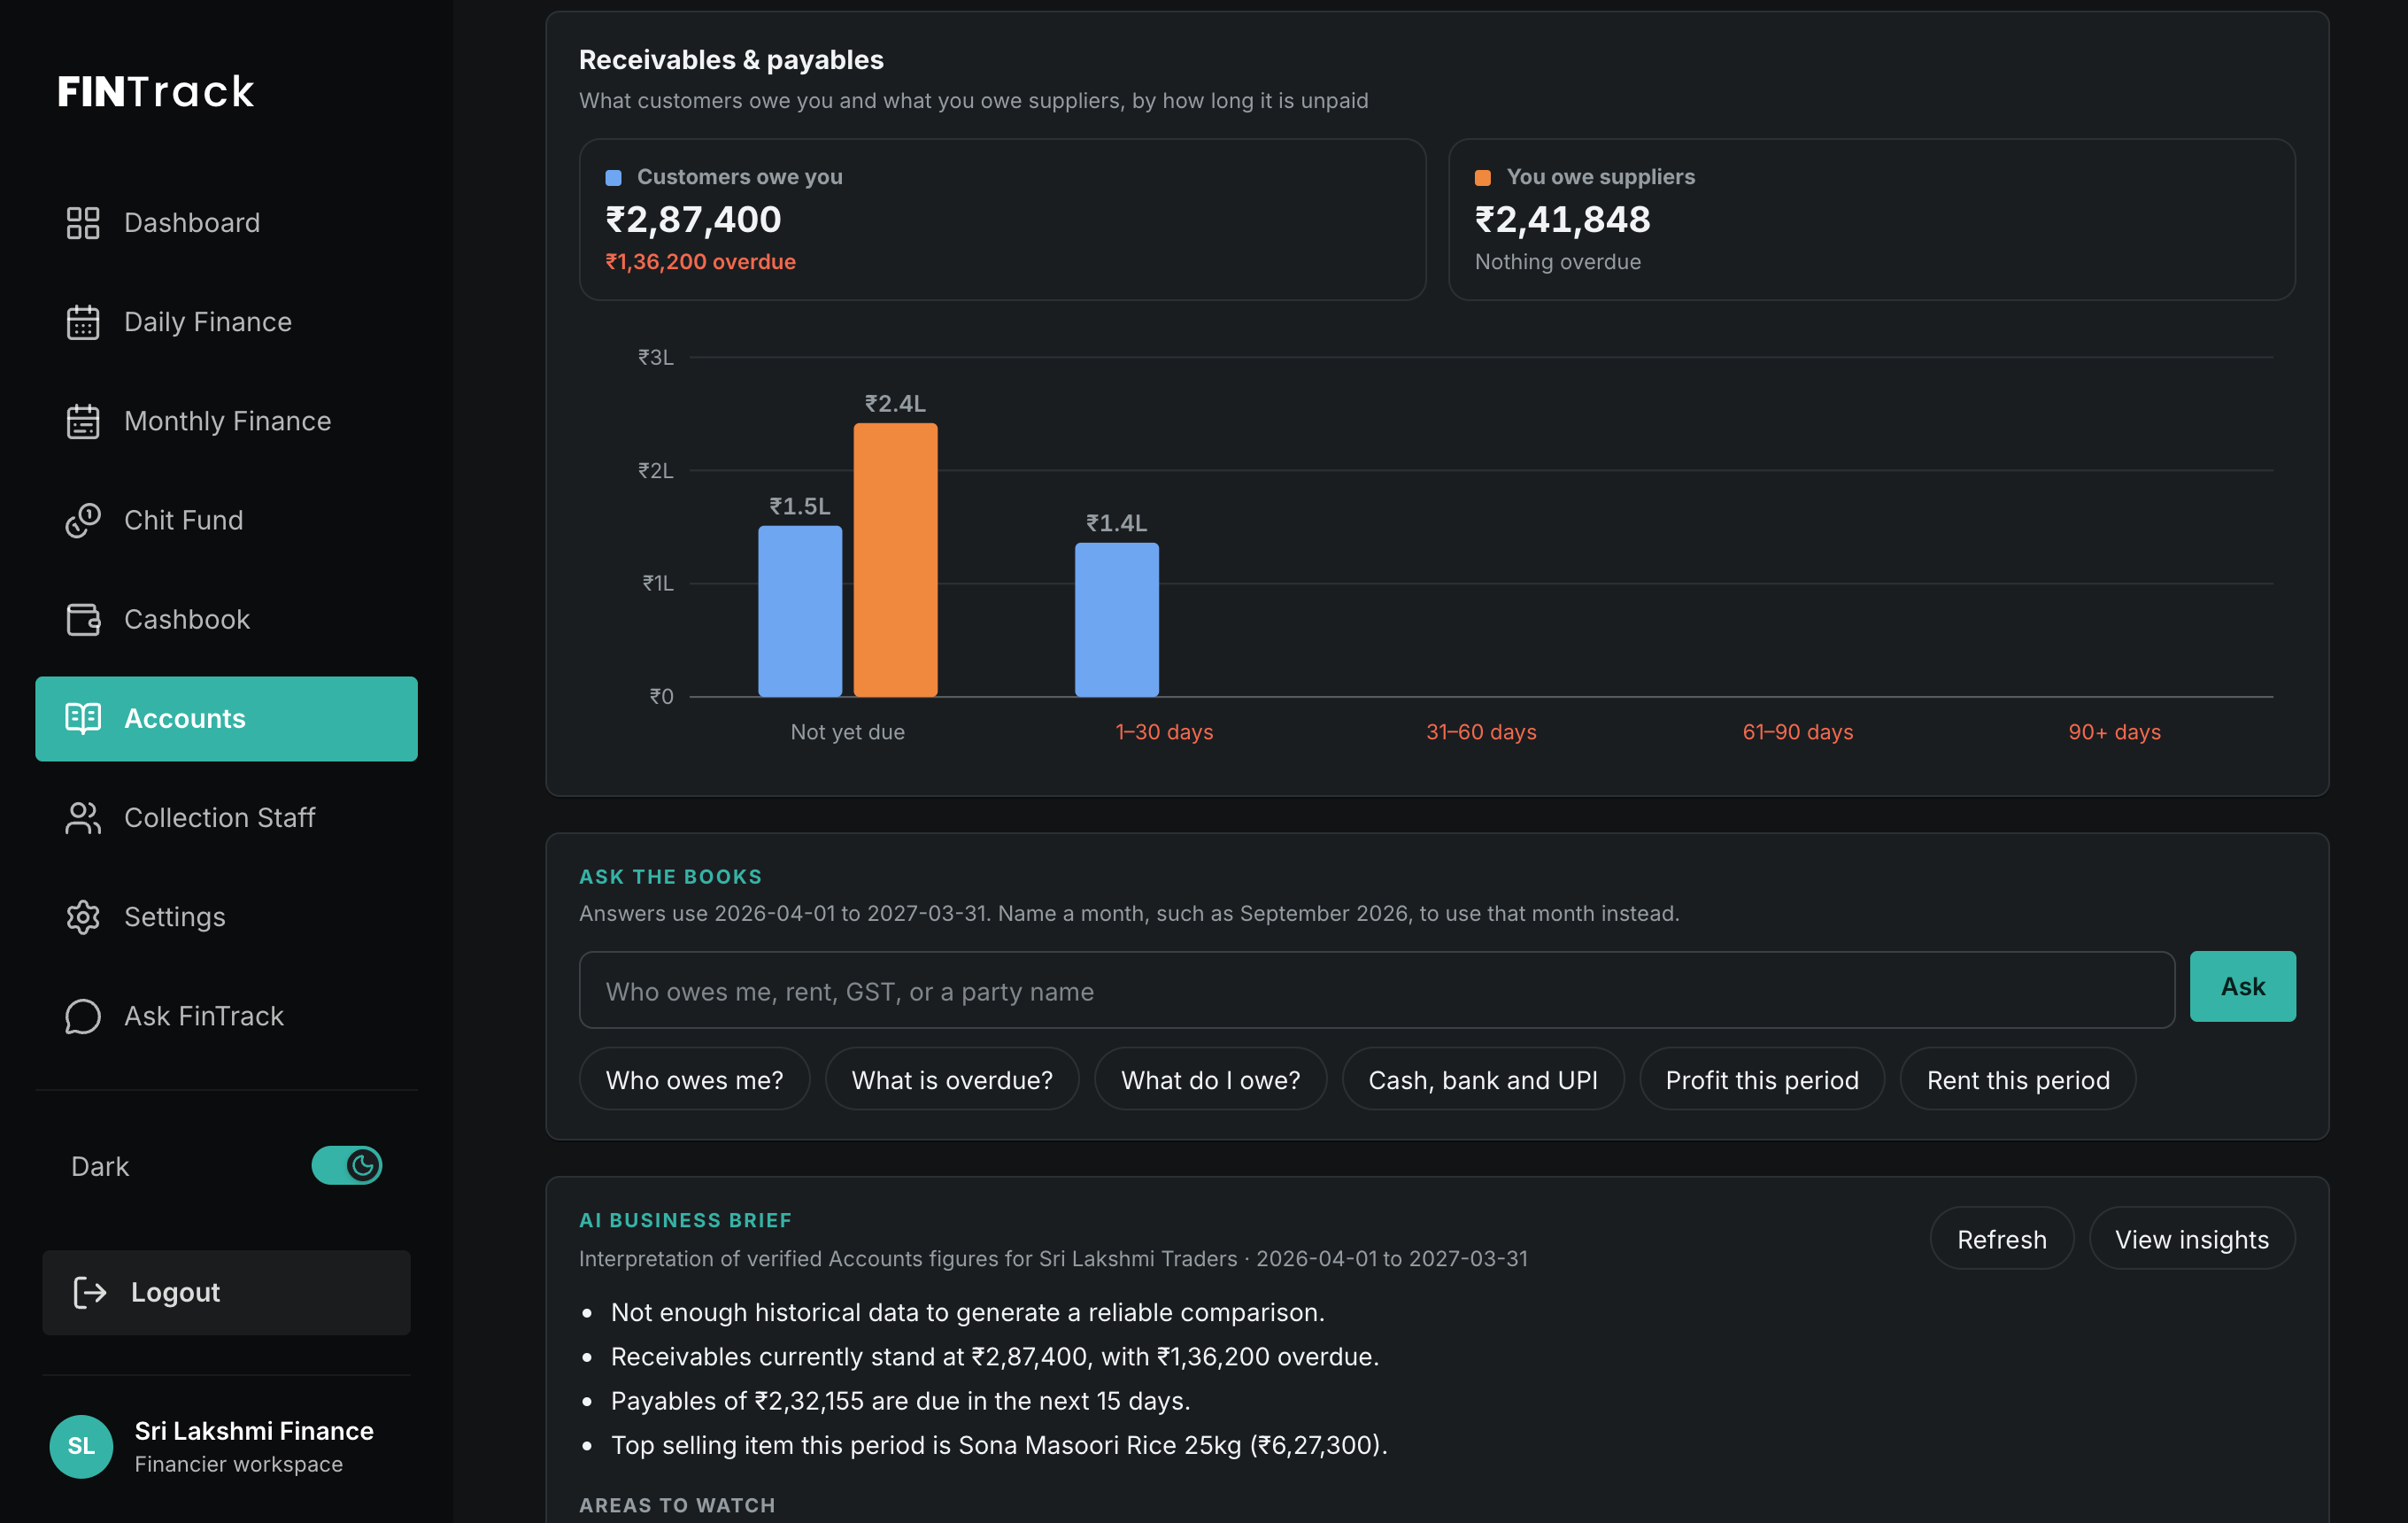 FINTrack
Dashboard
Daily Finance
Monthly Finance
Chit Fund
Cashbook
Accounts
Collection Staff
Settings
Ask FinTrack
Dark
Logout
SL
Sri Lakshmi Finance
Financier workspace
Receivables & payables
What customers owe you and what you owe suppliers, by how long it is unpaid
Customers owe you
₹2,87,400
₹1,36,200 overdue
You owe suppliers
₹2,41,848
Nothing overdue
₹3L
₹2L
₹1L
₹0
₹1.5L
₹2.4L
₹1.4L
Not yet due
1–30 days
31–60 days
61–90 days
90+ days
ASK THE BOOKS
Answers use 2026-04-01 to 2027-03-31. Name a month, such as September 2026, to use that month instead.
Who owes me, rent, GST, or a party name
Ask
Who owes me?
What is overdue?
What do I owe?
Cash, bank and UPI
Profit this period
Rent this period
AI BUSINESS BRIEF
Interpretation of verified Accounts figures for Sri Lakshmi Traders · 2026-04-01 to 2027-03-31
Refresh
View insights
• Not enough historical data to generate a reliable comparison.
• Receivables currently stand at ₹2,87,400, with ₹1,36,200 overdue.
• Payables of ₹2,32,155 are due in the next 15 days.
• Top selling item this period is Sona Masoori Rice 25kg (₹6,27,300).
AREAS TO WATCH